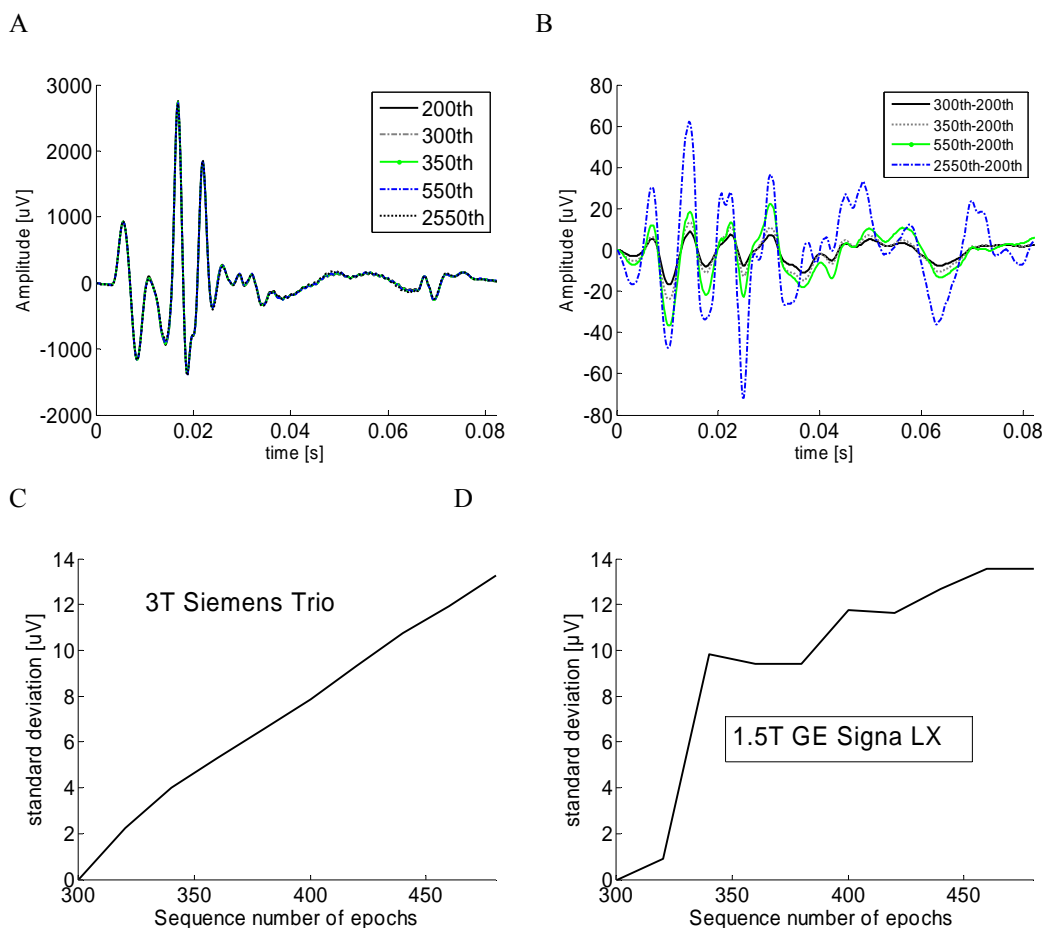 A
B
3000
2000
1000
0
-1000
-2000
Amplitude [uV]
0
0.02
0.04
0.06
0.08
time [s]
200th
300th
350th
550th
2550th
80
60
40
20
0
-20
-40
-60
-80
Amplitude [uV]
0
0.02
0.04
0.06
0.08
time [s]
300th-200th
350th-200th
550th-200th
2550th-200th
C
D
14
12
10
8
6
4
2
0
standard deviation [uV]
3T Siemens Trio
300
350
400
450
Sequence number of epochs
14
12
10
8
6
4
2
0
standard deviation [µV]
1.5T GE Signa LX
300
350
400
450
Sequence number of epochs